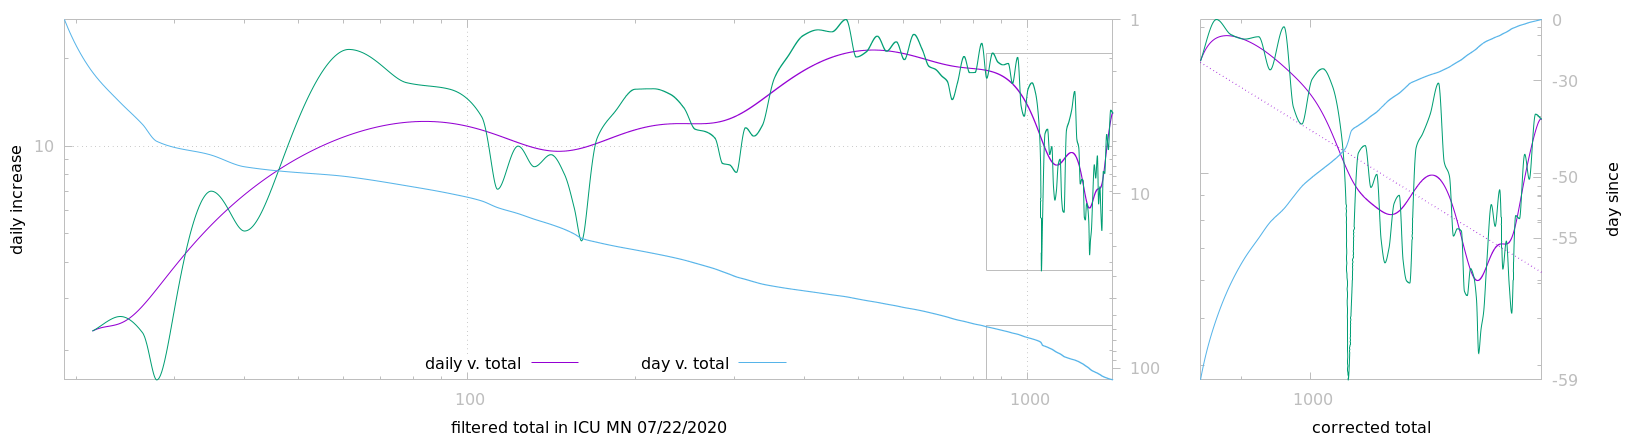 daily increase
10
daily v. total
day v. total
100
1000
filtered total in ICU MN 07/22/2020
1
10
100
1000
corrected total
0
-30
-50
-55
-59
day since